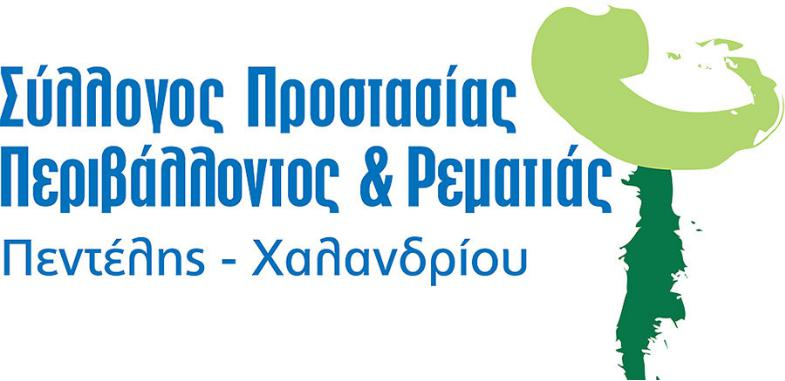 Σύλλογος Προστασίας
Περιβάλλοντος & Ρεματιάς
Πεντέλης - Χαλανδρίου